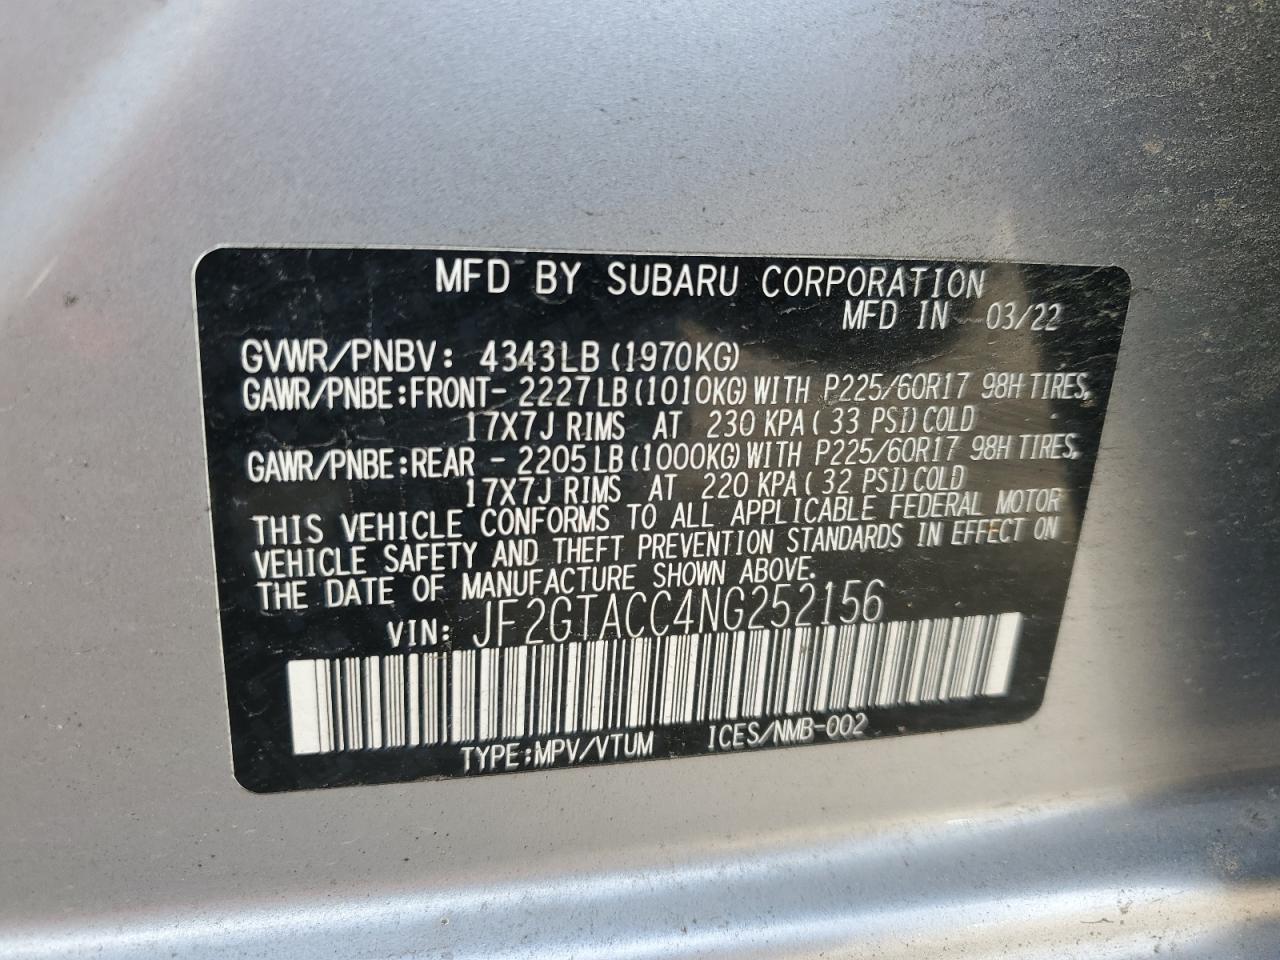 MFD BY SUBARU CORPORATION
MFD IN 03/22
GVWR/PNBV: 4343LB(1970KG)
GAWR/PNBE:FRONT- 2227LB(1010KG)WITH P225/60R17 98H TIRES,
17X7J RIMS AT 230 KPA( 33 PSI)COLD
GAWR/PNBE:REAR - 2205LB(1000KG)WITH P225/60R17 98H TIRES,
17X7J RIMS AT 220 KPA( 32 PSI)COLD
THIS VEHICLE CONFORMS TO ALL APPLICABLE FEDERAL MOTOR
VEHICLE SAFETY AND THEFT PREVENTION STANDARDS IN EFFECT ON
THE DATE OF MANUFACTURE SHOWN ABOVE.
VIN: JF2GTACC4NG252156
TYPE:MPV/VTUM ICES/NMB-002